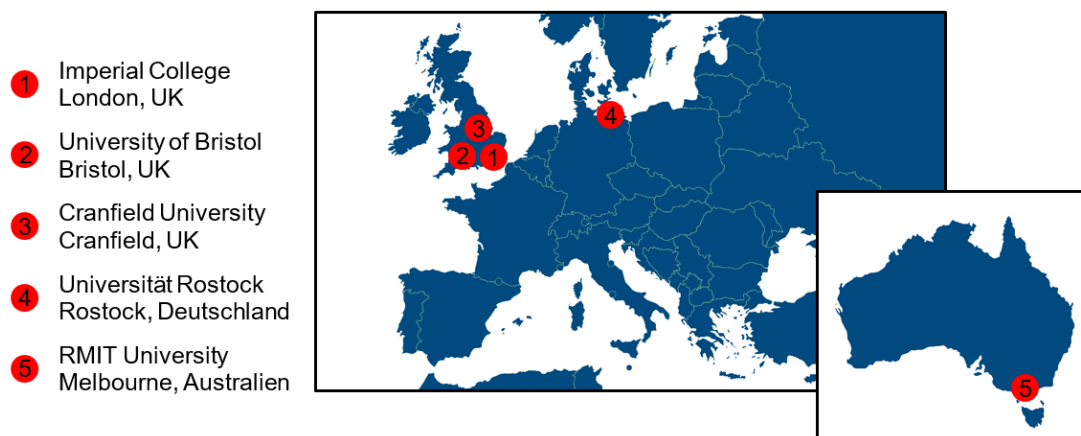 1 Imperial College
London, UK
2 University of Bristol
Bristol, UK
3 Cranfield University
Cranfield, UK
4 Universität Rostock
Rostock, Deutschland
5 RMIT University
Melbourne, Australien
4
3
2 1
5